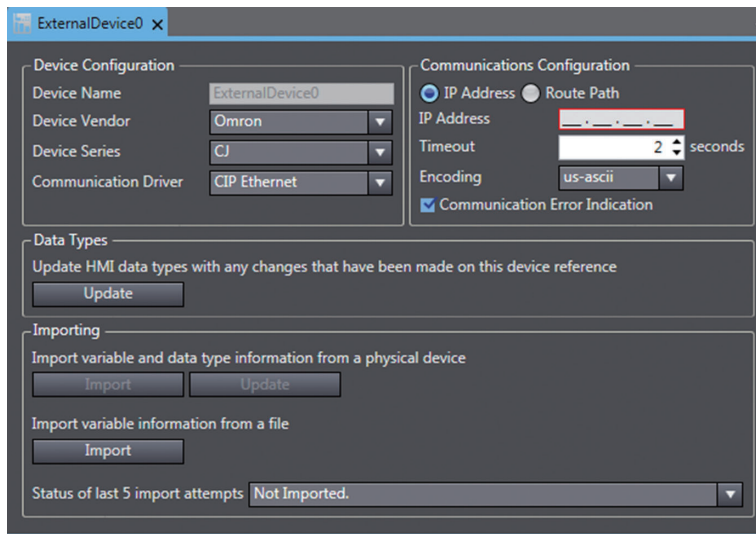 ExternalDevice0
Device Configuration
Device Name ExternalDevice0
Device Vendor Omron
Device Series CJ
Communication Driver CIP Ethernet
Communications Configuration
IP Address Route Path
IP Address __.__.__.__
Timeout 2 seconds
Encoding us-ascii
Communication Error Indication
Data Types
Update HMI data types with any changes that have been made on this device reference
Update
Importing
Import variable and data type information from a physical device
Import Update
Import variable information from a file
Import
Status of last 5 import attempts Not Imported.